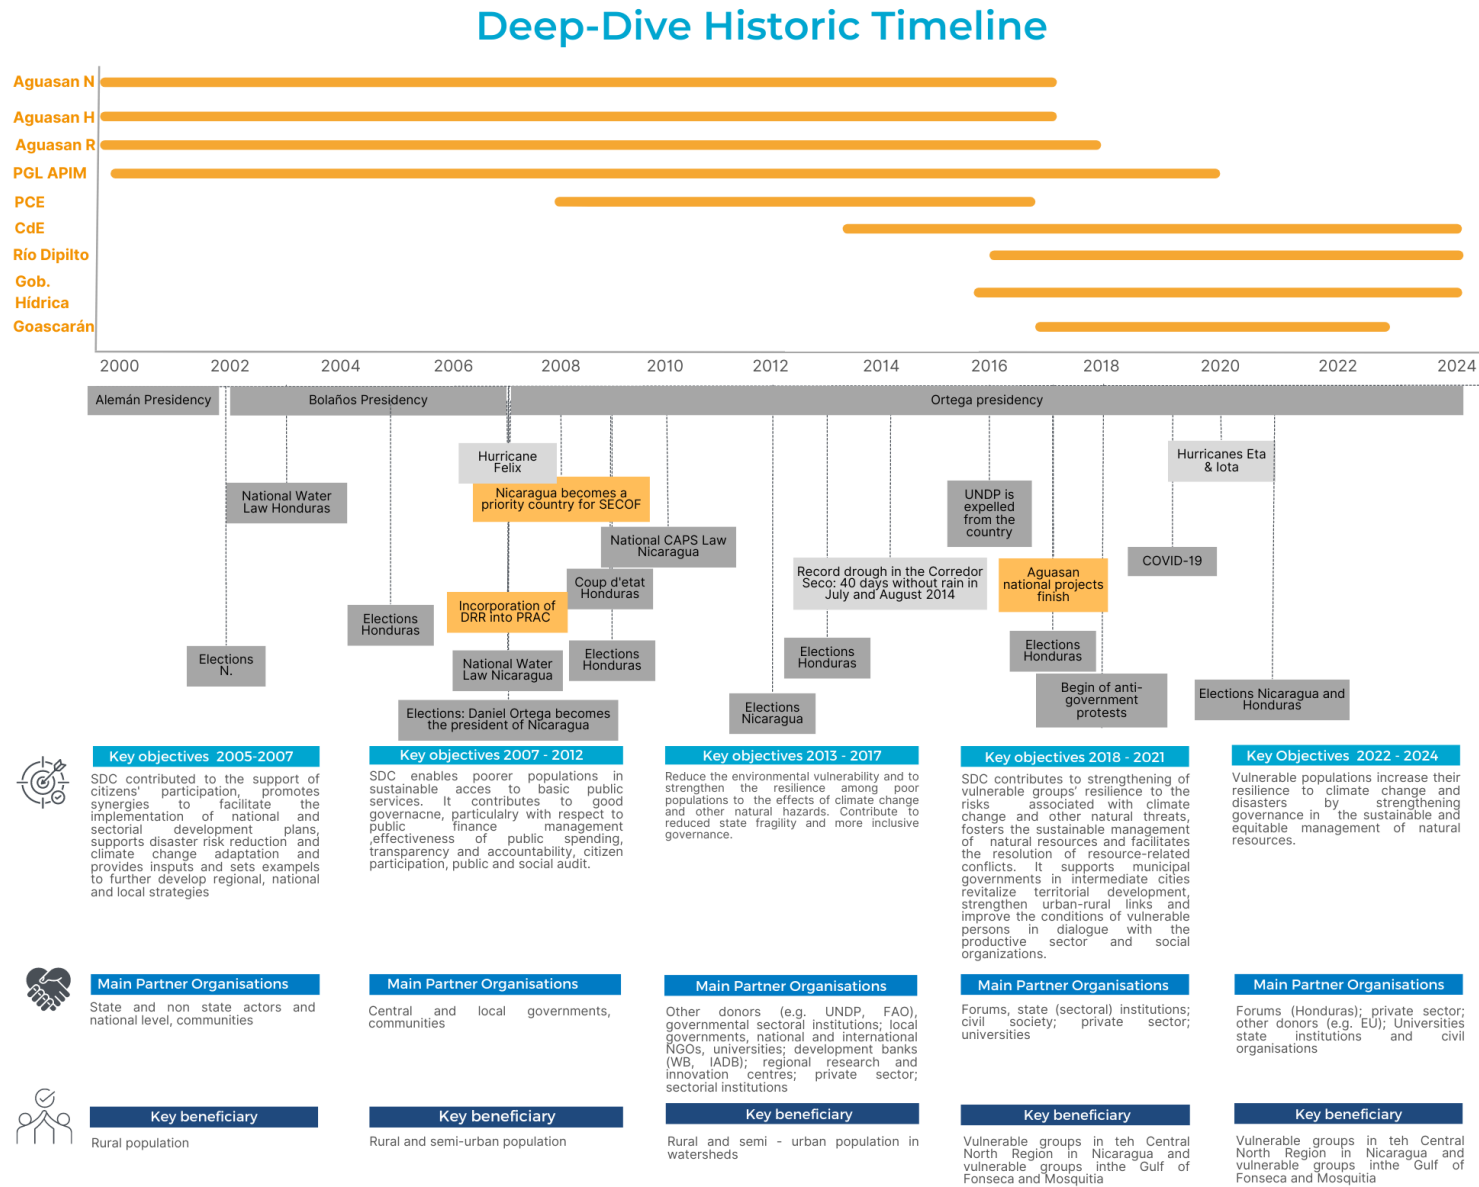 Deep-Dive Historic Timeline
Aguasan N
Aguasan H
Aguasan R
PGL APIM
PCE
CdE
Río Dipilto
Gob.
Hídrica
Goascarán
2000 2002 2004 2006 2008 2010 2012 2014 2016 2018 2020 2022 2024
Alemán Presidency
Bolaños Presidency
Ortega presidency
Hurricane
Felix
Hurricanes Eta
& Iota
National Water
Law Honduras
Nicaragua becomes a
priority country for SECOF
UNDP is
expelled
from the
country
National CAPS Law
Nicaragua
COVID-19
Coup d'etat
Honduras
Record drough in the Corredor
Seco: 40 days without rain in
July and August 2014
Aguasan
national projects
finish
Incorporation of
DRR into PRAC
Elections
Honduras
Elections
N.
National Water
Law Nicaragua
Elections
Honduras
Elections
Honduras
Elections
Honduras
Elections: Daniel Ortega becomes
the president of Nicaragua
Elections
Nicaragua
Begin of anti-
government
protests
Elections Nicaragua and
Honduras
Key objectives 2005-2007
SDC contributed to the support of
citizens' participation, promotes
synergies to facilitate the
implementation of national and
sectorial development plans,
supports disaster risk reduction and
climate change adaptation and
provides insputs and sets exampels
to further develop regional, national
and local strategies
Key objectives 2007 - 2012
SDC enables poorer populations in
sustainable acces to basic public
services. It contributes to good
governacne, particulalry with respect to
public finance management
,effectiveness of public spending,
transparency and accountability, citizen
participation, public and social audit.
Key objectives 2013 - 2017
Reduce the environmental vulnerability and to
strengthen the resilience among poor
populations to the effects of climate change
and other natural hazards. Contribute to
reduced state fragility and more inclusive
governance.
Key objectives 2018 - 2021
SDC contributes to strengthening of
vulnerable groups' resilience to the
risks associated with climate
change and other natural threats,
fosters the sustainable management
of natural resources and facilitates
the resolution of resource-related
conflicts. It supports municipal
governments in intermediate cities
revitalize territorial development,
strengthen urban-rural links and
improve the conditions of vulnerable
persons in dialogue with the
productive sector and social
organizations.
Key Objectives 2022 - 2024
Vulnerable populations increase their
resilience to climate change and
disasters by strengthening
governance in the sustainable and
equitable management of natural
resources.
Main Partner Organisations
State and non state actors and
national level, communities
Main Partner Organisations
Central and local governments,
communities
Main Partner Organisations
Other donors (e.g. UNDP, FAO),
governmental sectoral institutions; local
governments, national and international
NGOs, universities; development banks
(WB, IADB); regional research and
innovation centres; private sector;
sectorial institutions
Main Partner Organisations
Forums, state (sectoral) institutions;
civil society; private sector;
universities
Main Partner Organisations
Forums (Honduras); private sector;
other donors (e.g. EU); Universities
state institutions and civil
organisations
Key beneficiary
Rural population
Key beneficiary
Rural and semi-urban population
Key beneficiary
Rural and semi - urban population in
watersheds
Key beneficiary
Vulnerable groups in teh Central
North Region in Nicaragua and
vulnerable groups inthe Gulf of
Fonseca and Mosquitia
Key beneficiary
Vulnerable groups in teh Central
North Region in Nicaragua and
vulnerable groups inthe Gulf of
Fonseca and Mosquitia